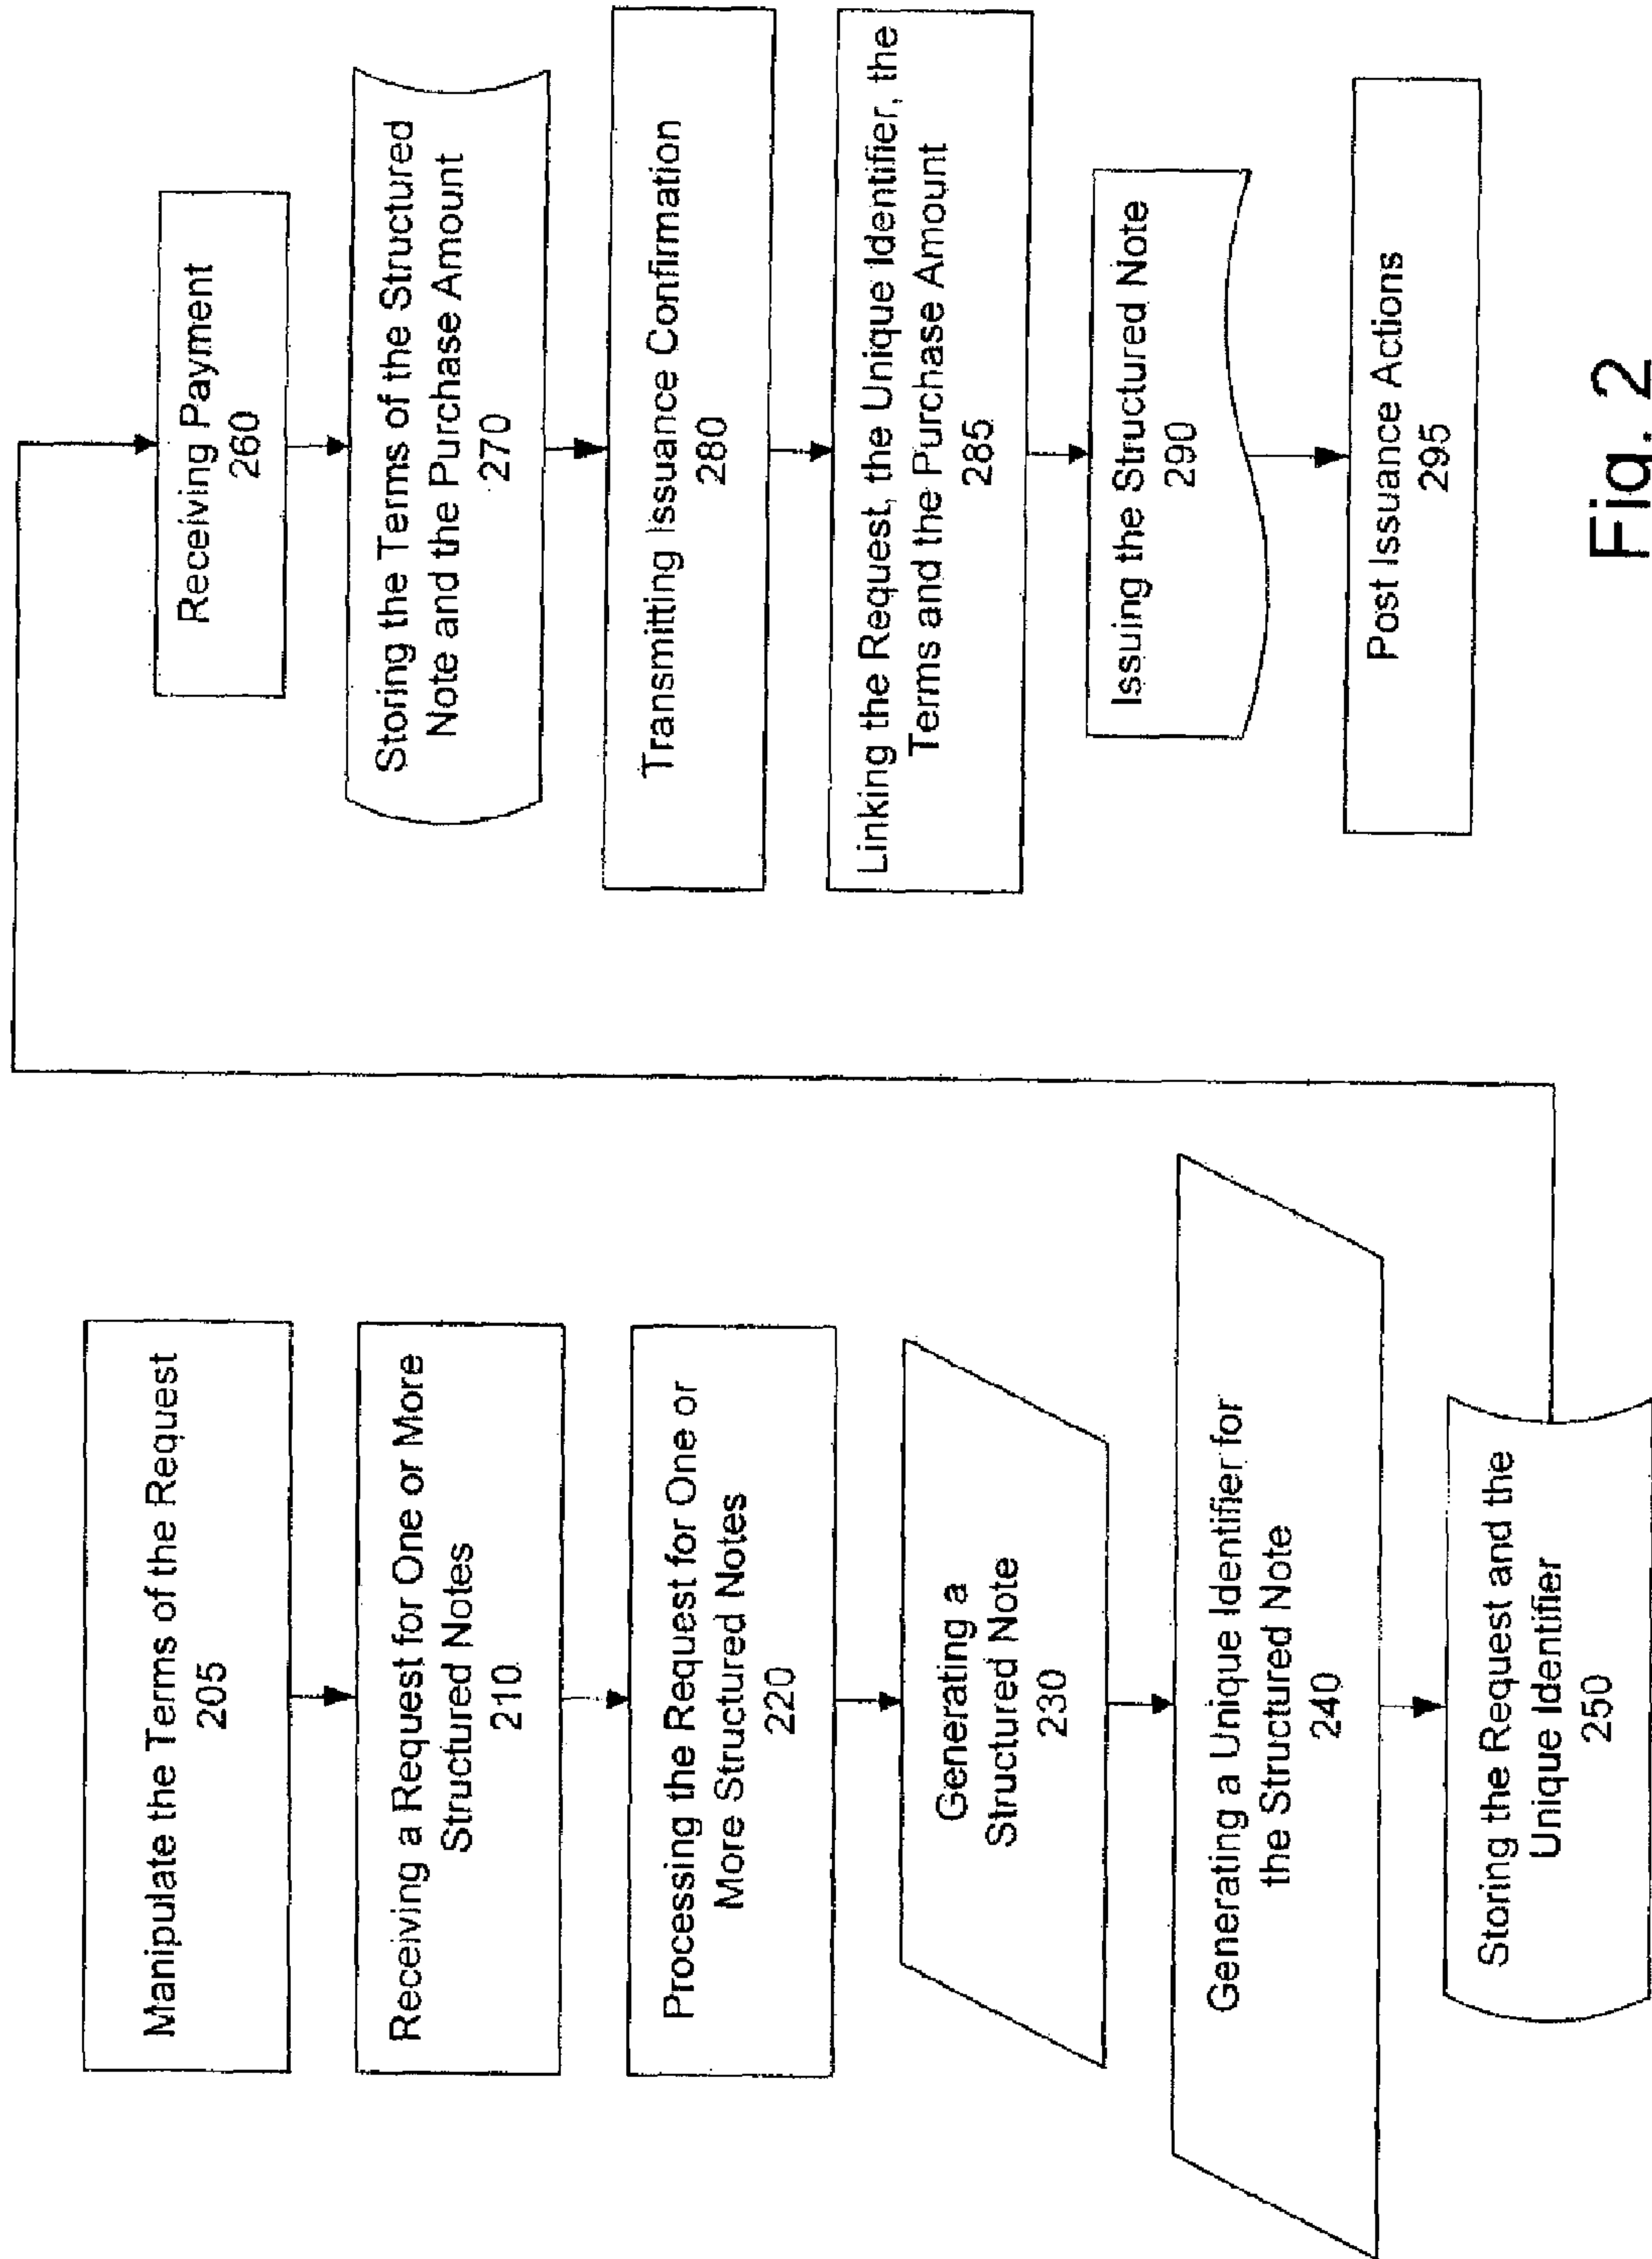 Manipulate the Terms of the Request
205
Receiving a Request for One or More
Structured Notes
210
Processing the Request for One or
More Structured Notes
220
Generating a
Structured Note
230
Generating a Unique Identifier for
the Structured Note
240
Storing the Request and the
Unique Identifier
250
Receiving Payment
260
Storing the Terms of the Structured
Note and the Purchase Amount
270
Transmitting Issuance Confirmation
280
Linking the Request, the Unique Identifier, the
Terms and the Purchase Amount
285
Issuing the Structured Note
290
Post Issuance Actions
295
Fig. 2